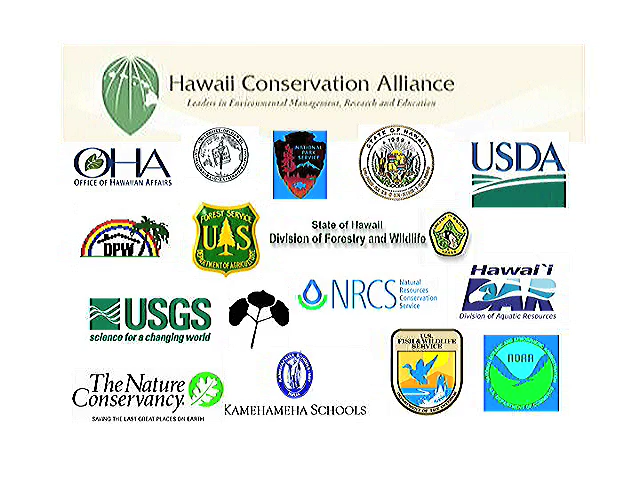 Hawaii Conservation Alliance
Leaders in Environmental Management, Research and Education
OHA
OFFICE OF HAWAIIAN AFFAIRS
NATIONAL
PARK
SERVICE
STATE OF HAWAII
1959
USDA
DPW
FOREST SERVICE
U S
DEPARTMENT OF AGRICULTURE
State of Hawaii
Division of Forestry and Wildlife
USGS
science for a changing world
NRCS
Natural
Resources
Conservation
Service
Hawai`i
DAR
Division of Aquatic Resources
The Nature
Conservancy
SAVING THE LAST GREAT PLACES ON EARTH
KAMEHAMEHA SCHOOLS
U.S.
FISH & WILDLIFE
SERVICE
NOAA